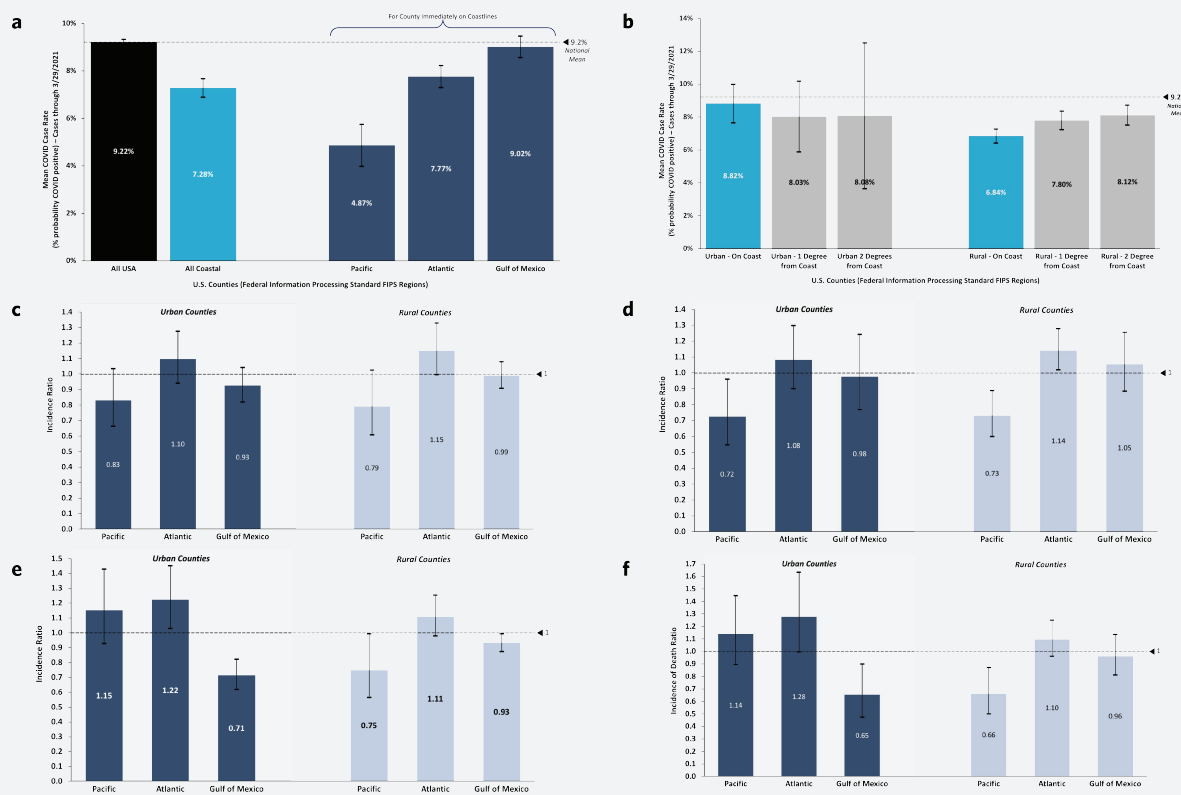 a
For County Immediately on Coastlines
Mean COVID Case Rate
(% probability COVID positive) – Cases through 3/29/2021
10%
8%
6%
4%
2%
0%
9.2%
National
Mean
9.22%
7.28%
4.87%
7.77%
9.02%
All USA
All Coastal
Pacific
Atlantic
Gulf of Mexico
U.S. Counties (Federal Information Processing Standard FIPS Regions)
b
Mean COVID Case Rate
(% probability COVID positive) – Cases through 3/29/2021
14%
12%
14%
10%
8%
6%
4%
2%
0%
9.2
8.82%
8.03%
8.08%
6.84%
7.80%
8.12%
Urban - On Coast
Urban - 1 Degree
from Coast
Urban 2 Degrees
from Coast
Rural - On Coast
Rural - 1 Degree
from Coast
Rural - 2 Degree
from Coast
U.S. Counties (Federal Information Processing Standard FIPS Regions)
c
Urban Counties
Rural Counties
Incidence Ratio
1.4
1.3
1.2
1.1
1.0
0.9
0.8
0.7
0.6
0.5
0.4
0.3
0.2
0.1
0.0
1
0.83
1.10
0.93
0.79
1.15
0.99
Pacific
Atlantic
Gulf of Mexico
Pacific
Atlantic
Gulf of Mexico
d
Urban Counties
Rural Counties
Incidence Ratio
1.4
1.3
1.2
1.1
1.0
0.9
0.8
0.7
0.6
0.5
0.4
0.3
0.2
0.1
0.0
1
0.72
1.08
0.98
0.73
1.14
1.05
Pacific
Atlantic
Gulf of Mexico
Pacific
Atlantic
Gulf of Mexico
e
Urban Counties
Rural Counties
Incidence Ratio
1.5
1.4
1.3
1.2
1.1
1.0
0.9
0.8
0.7
0.6
0.5
0.4
0.3
0.2
0.1
0.0
1
1.15
1.22
0.71
0.75
1.11
0.93
Pacific
Atlantic
Gulf of Mexico
Pacific
Atlantic
Gulf of Mexico
f
Urban Counties
Rural Counties
Incidence of Death Ratio
1.7
1.6
1.5
1.4
1.3
1.2
1.1
1.0
0.9
0.8
0.7
0.6
0.5
0.4
0.3
0.2
0.1
0.0
1
1.14
1.28
0.65
0.66
1.10
0.96
Pacific
Atlantic
Gulf of Mexico
Pacific
Atlantic
Gulf of Mexico